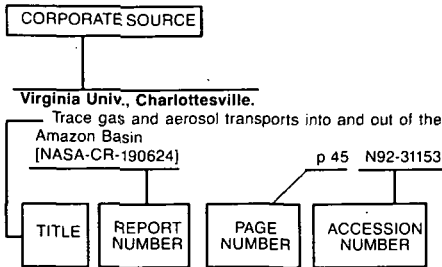 CORPORATE SOURCE
Virginia Univ., Charlottesville.
Trace gas and aerosol transports into and out of the
Amazon Basin
[NASA-CR-190624] p 45 N92-31153
TITLE REPORT NUMBER PAGE NUMBER ACCESSION NUMBER